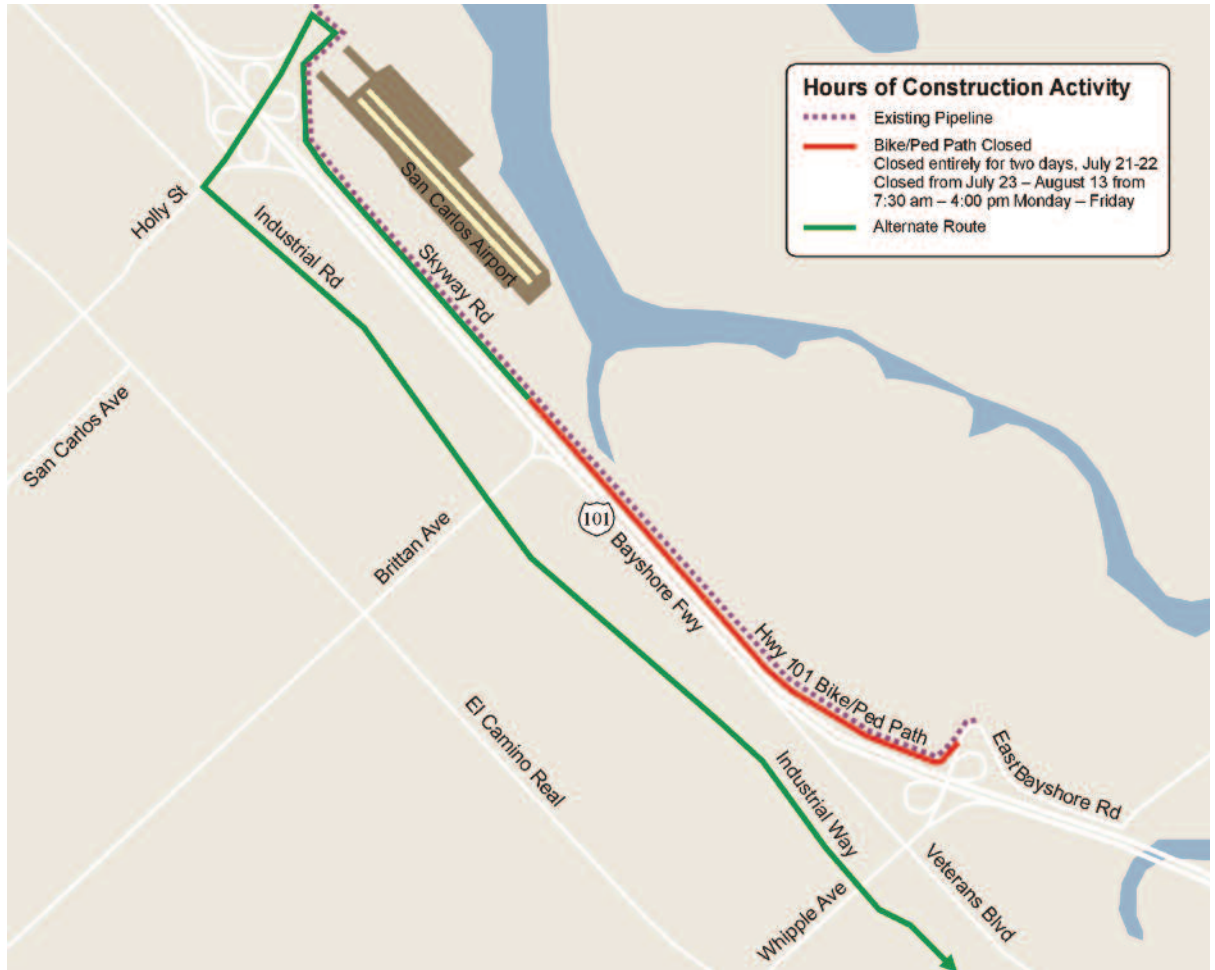 Hours of Construction Activity
Existing Pipeline
Bike/Ped Path Closed
Closed entirely for two days, July 21-22
Closed from July 23 – August 13 from
7:30 am – 4:00 pm Monday – Friday
Alternate Route
San Carlos Airport
Holly St
Industrial Rd
Skyway Rd
San Carlos Ave
Brittan Ave
101
Bayshore Fwy
Hwy 101 Bike/Ped Path
El Camino Real
East Bayshore Rd
Industrial Way
Veterans Blvd
Whipple Ave